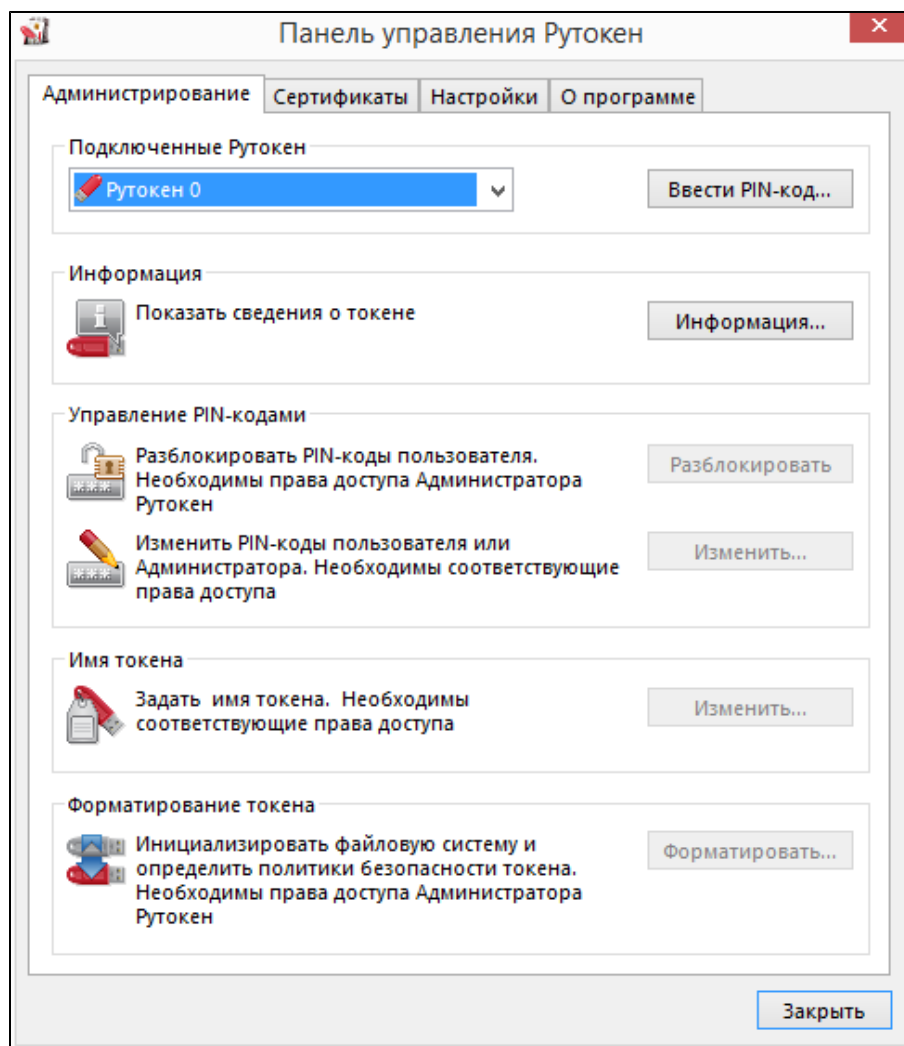 Панель управления Рутокен
Администрирование
Сертификаты
Настройки
О программе
Подключенные Рутокен
Рутокен 0
Ввести PIN-код...
Информация
Показать сведения о токене
Информация...
Управление PIN-кодами
Разблокировать PIN-коды пользователя.
Необходимы права доступа Администратора
Рутокен
Разблокировать
Изменить PIN-коды пользователя или
Администратора. Необходимы соответствующие
права доступа
Изменить...
Имя токена
Задать имя токена. Необходимы
соответствующие права доступа
Изменить...
Форматирование токена
Инициализировать файловую систему и
определить политики безопасности токена.
Необходимы права доступа Администратора
Рутокен
Форматировать...
Закрыть